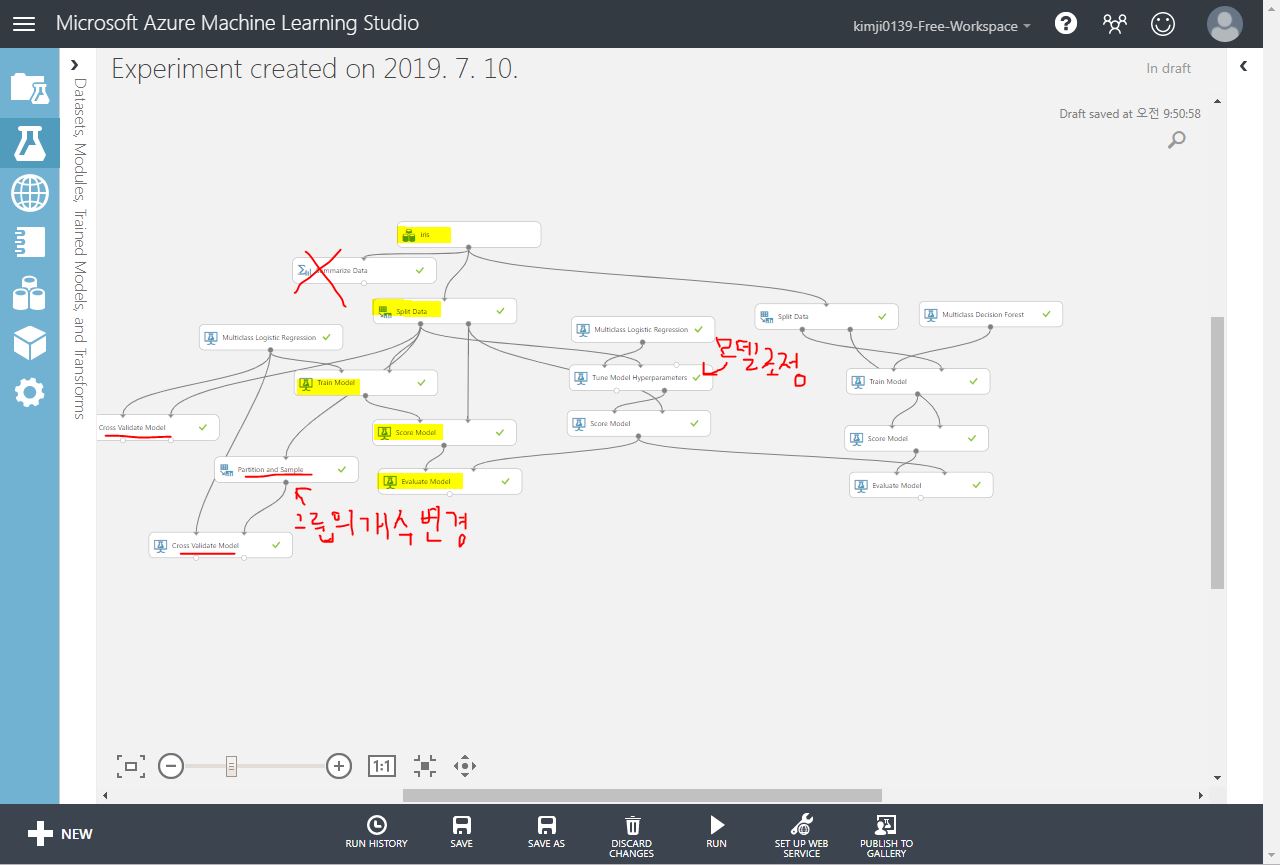 Microsoft Azure Machine Learning Studio
kimji0139-Free-Workspace
?
Experiment created on 2019. 7. 10.
In draft
Draft saved at 오전 9:50:58
Datasets, Modules, Trained Models, and Transforms
Iris
Summarize Data
Split Data
Split Data
Multiclass Decision Forest
Multiclass Logistic Regression
Multiclass Logistic Regression
모델조정
Train Model
Tune Model Hyperparameters
Train Model
Cross Validate Model
Score Model
Score Model
Score Model
Partition and Sample
Evaluate Model
Evaluate Model
그룹의개수변경
Cross Validate Model
1:1
NEW
RUN HISTORY
SAVE
SAVE AS
DISCARD
CHANGES
RUN
SET UP WEB
SERVICE
PUBLISH TO
GALLERY